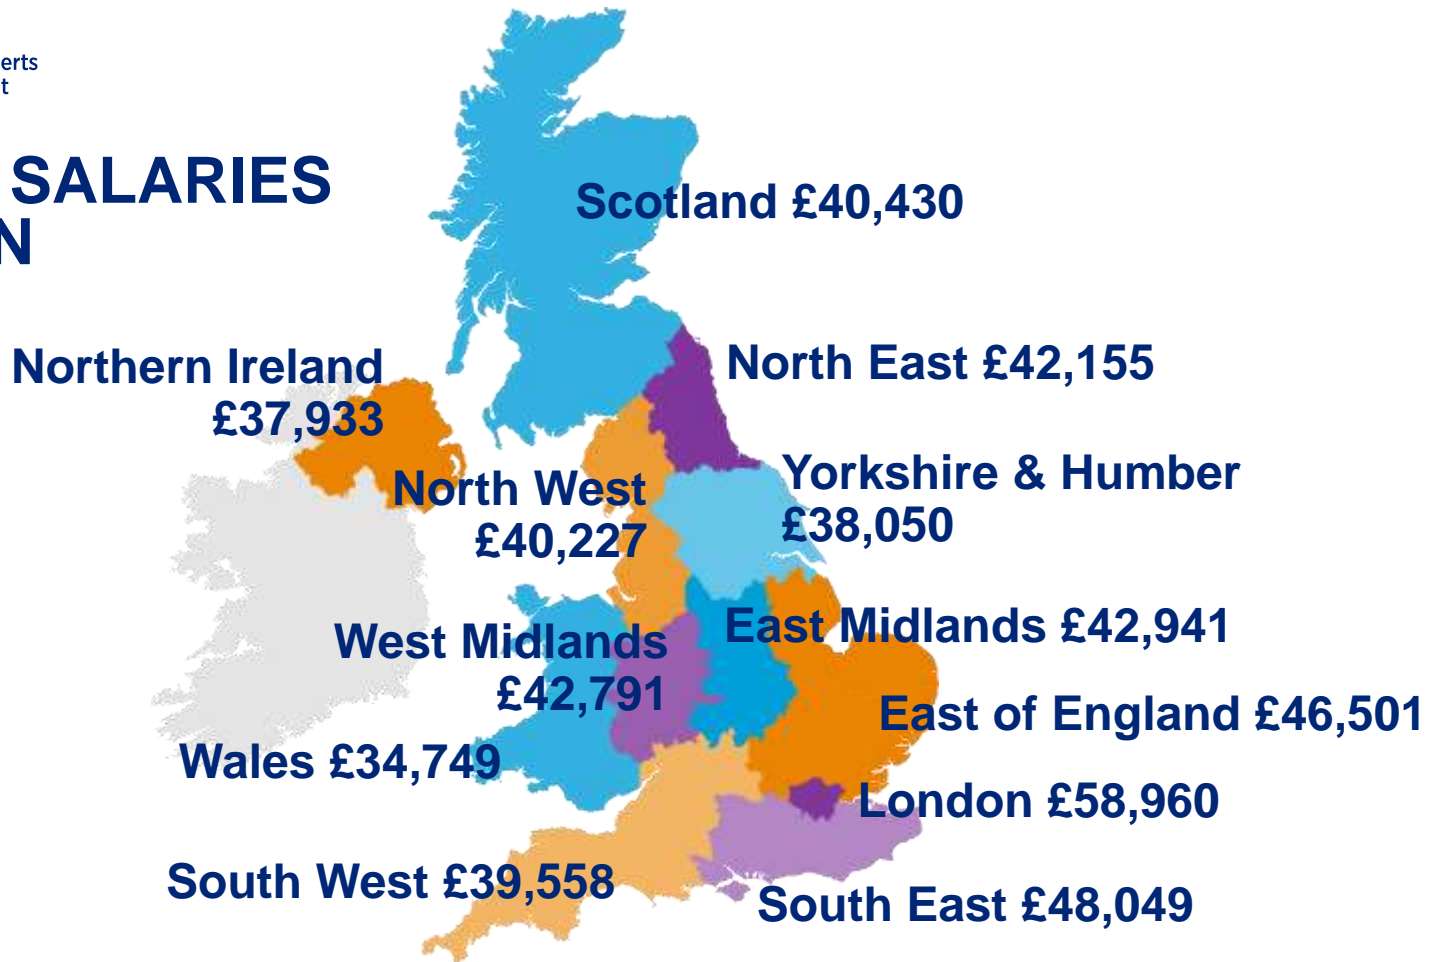 erts
t
SALARIES
N
Scotland £40,430
Northern Ireland
£37,933
North East £42,155
North West
£40,227
Yorkshire & Humber
£38,050
West Midlands
£42,791
East Midlands £42,941
East of England £46,501
Wales £34,749
London £58,960
South West £39,558
South East £48,049